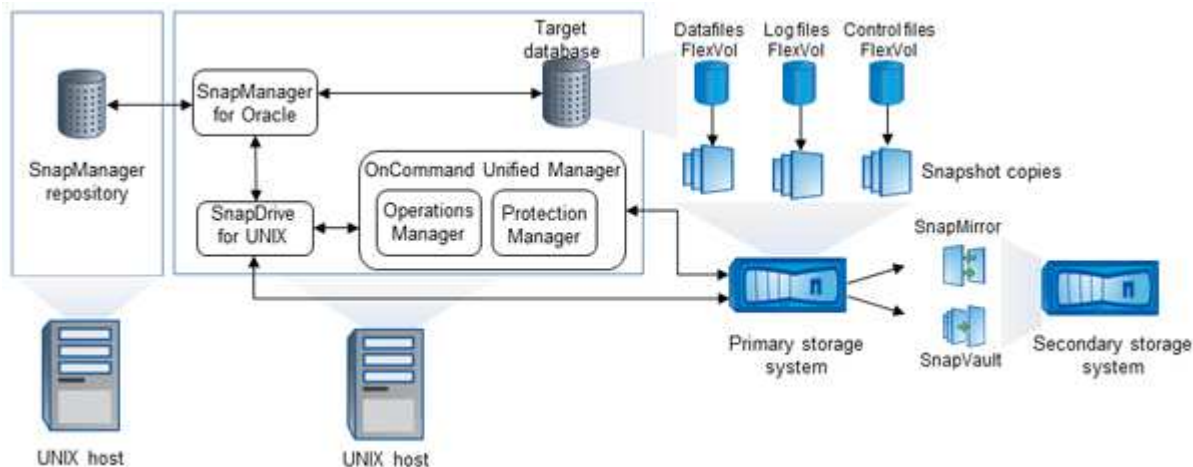 Target
database
Datafiles
FlexVol
Log files
FlexVol
Control files
FlexVol
SnapManager
for Oracle
SnapManager
repository
OnCommand Unified Manager
Operations
Manager
Protection
Manager
SnapDrive
for UNIX
Snapshot copies
SnapMirror
Primary storage
system
SnapVault
Secondary storage
system
UNIX host
UNIX host